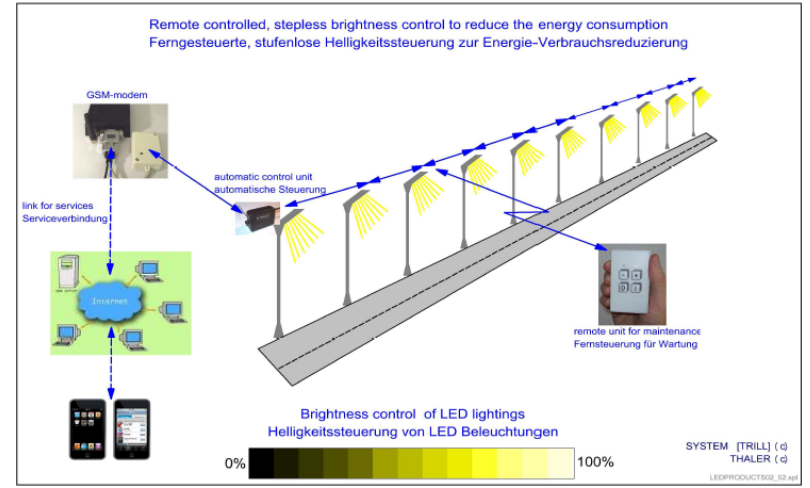 Remote controlled, stepless brightness control to reduce the energy consumption
Ferngesteuerte, stufenlose Helligkeitssteuerung zur Energie-Verbrauchsreduzierung
GSM-modem
automatic control unit
automatische Steuerung
link for services
Serviceverbindung
Internet
remote unit for maintenance
Fernsteuerung für Wartung
Brightness control of LED lightings
Helligkeitssteuerung von LED Beleuchtungen
0%
100%
SYSTEM [TRILL] (c)
THALER (c)
LEDPRODUCTS02_02.spl